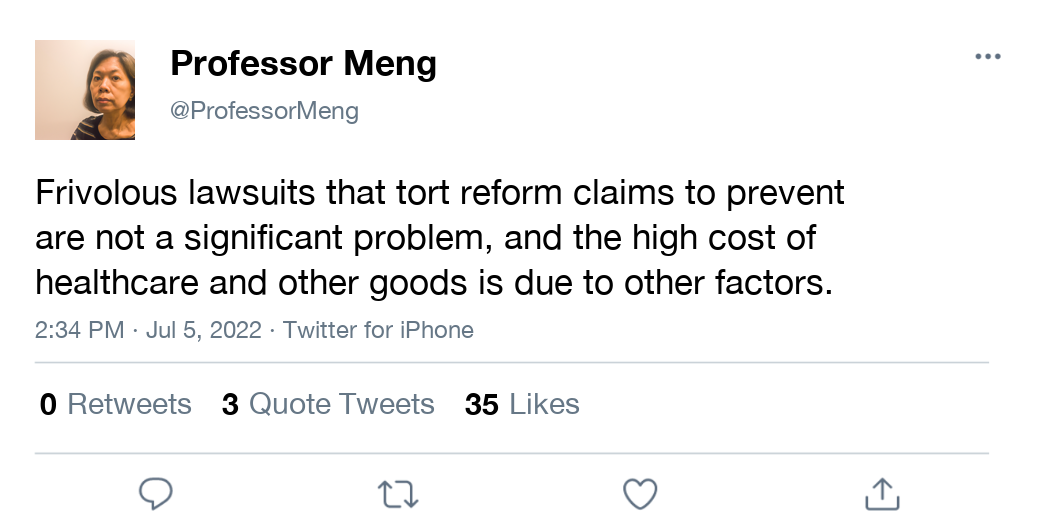 Professor Meng
@ProfessorMeng
Frivolous lawsuits that tort reform claims to prevent
are not a significant problem, and the high cost of
healthcare and other goods is due to other factors.
2:34 PM · Jul 5, 2022 · Twitter for iPhone
0 Retweets 3 Quote Tweets 35 Likes